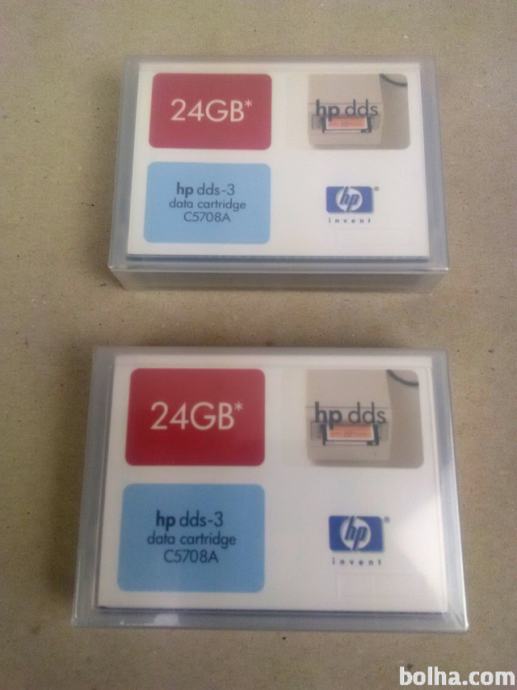 24GB*
hp dds
hp dds-3
data cartridge
C5708A
hp
invent
24GB*
hp dds
hp dds-3
data cartridge
C5708A
hp
invent
bolha.com